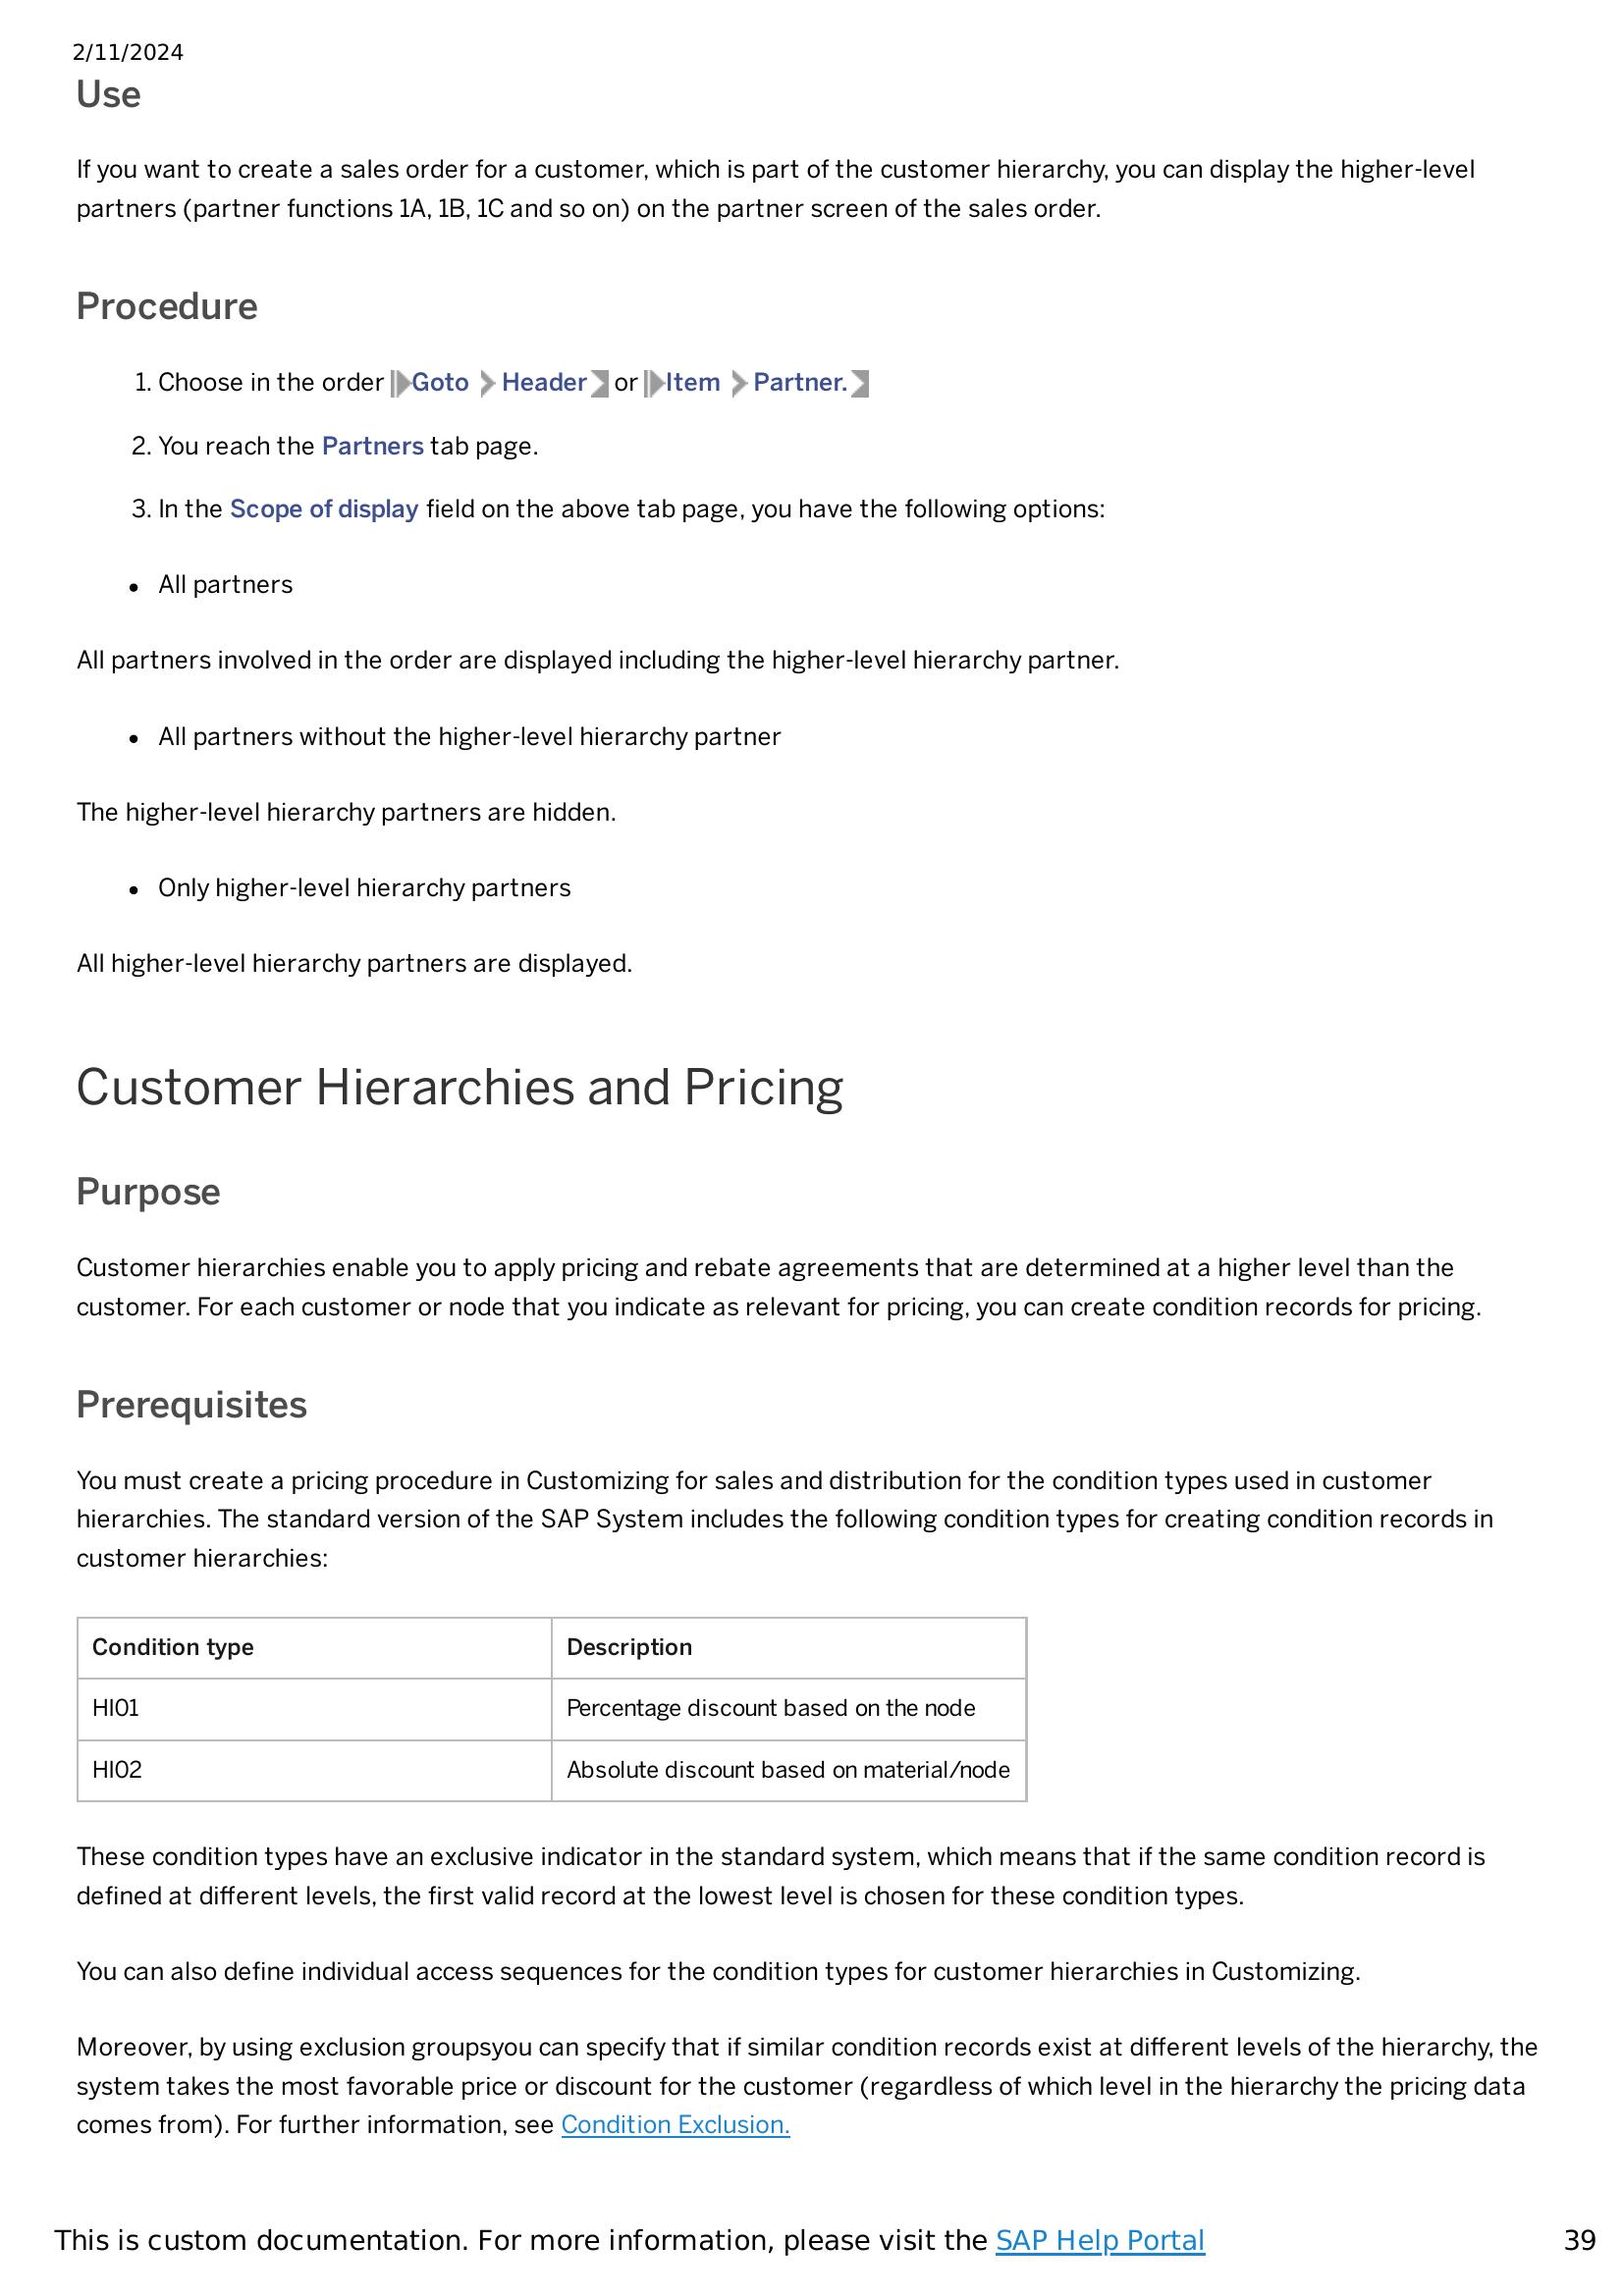 2/11/2024
Use
If you want to create a sales order for a customer, which is part of the customer hierarchy, you can display the higher-level
partners (partner functions 1A, 1B, 1C and so on) on the partner screen of the sales order.
Procedure
1. Choose in the order Goto Header or Item Partner.
2. You reach the Partners tab page.
3. In the Scope of display field on the above tab page, you have the following options:
• All partners
All partners involved in the order are displayed including the higher-level hierarchy partner.
• All partners without the higher-level hierarchy partner
The higher-level hierarchy partners are hidden.
• Only higher-level hierarchy partners
All higher-level hierarchy partners are displayed.
Customer Hierarchies and Pricing
Purpose
Customer hierarchies enable you to apply pricing and rebate agreements that are determined at a higher level than the
customer. For each customer or node that you indicate as relevant for pricing, you can create condition records for pricing.
Prerequisites
You must create a pricing procedure in Customizing for sales and distribution for the condition types used in customer
hierarchies. The standard version of the SAP System includes the following condition types for creating condition records in
customer hierarchies:
Condition type Description
HI01 Percentage discount based on the node
HI02 Absolute discount based on material/node
These condition types have an exclusive indicator in the standard system, which means that if the same condition record is
defined at different levels, the first valid record at the lowest level is chosen for these condition types.
You can also define individual access sequences for the condition types for customer hierarchies in Customizing.
Moreover, by using exclusion groupsyou can specify that if similar condition records exist at different levels of the hierarchy, the
system takes the most favorable price or discount for the customer (regardless of which level in the hierarchy the pricing data
comes from). For further information, see Condition Exclusion.
This is custom documentation. For more information, please visit the SAP Help Portal 39